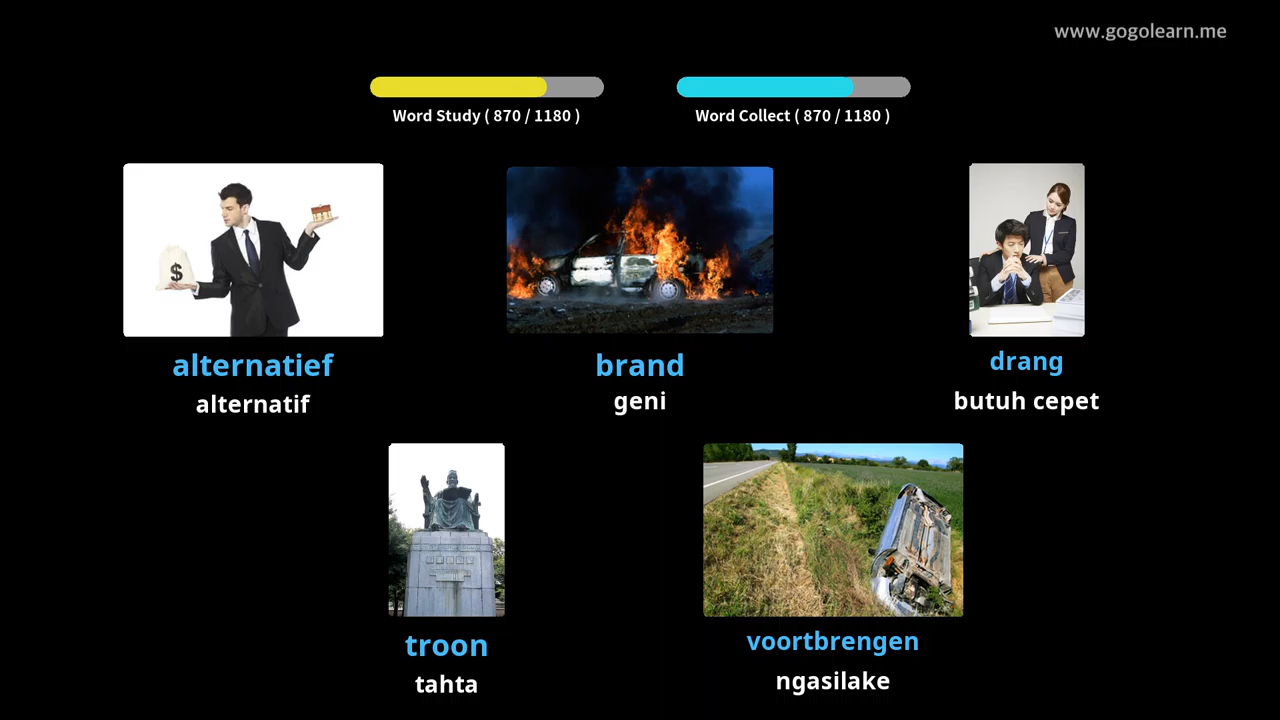 www.gogolearn.me
Word Study ( 870 / 1180 )
Word Collect ( 870 / 1180 )
$
alternatief
alternatif
brand
geni
drang
butuh cepet
troon
tahta
voortbrengen
ngasilake